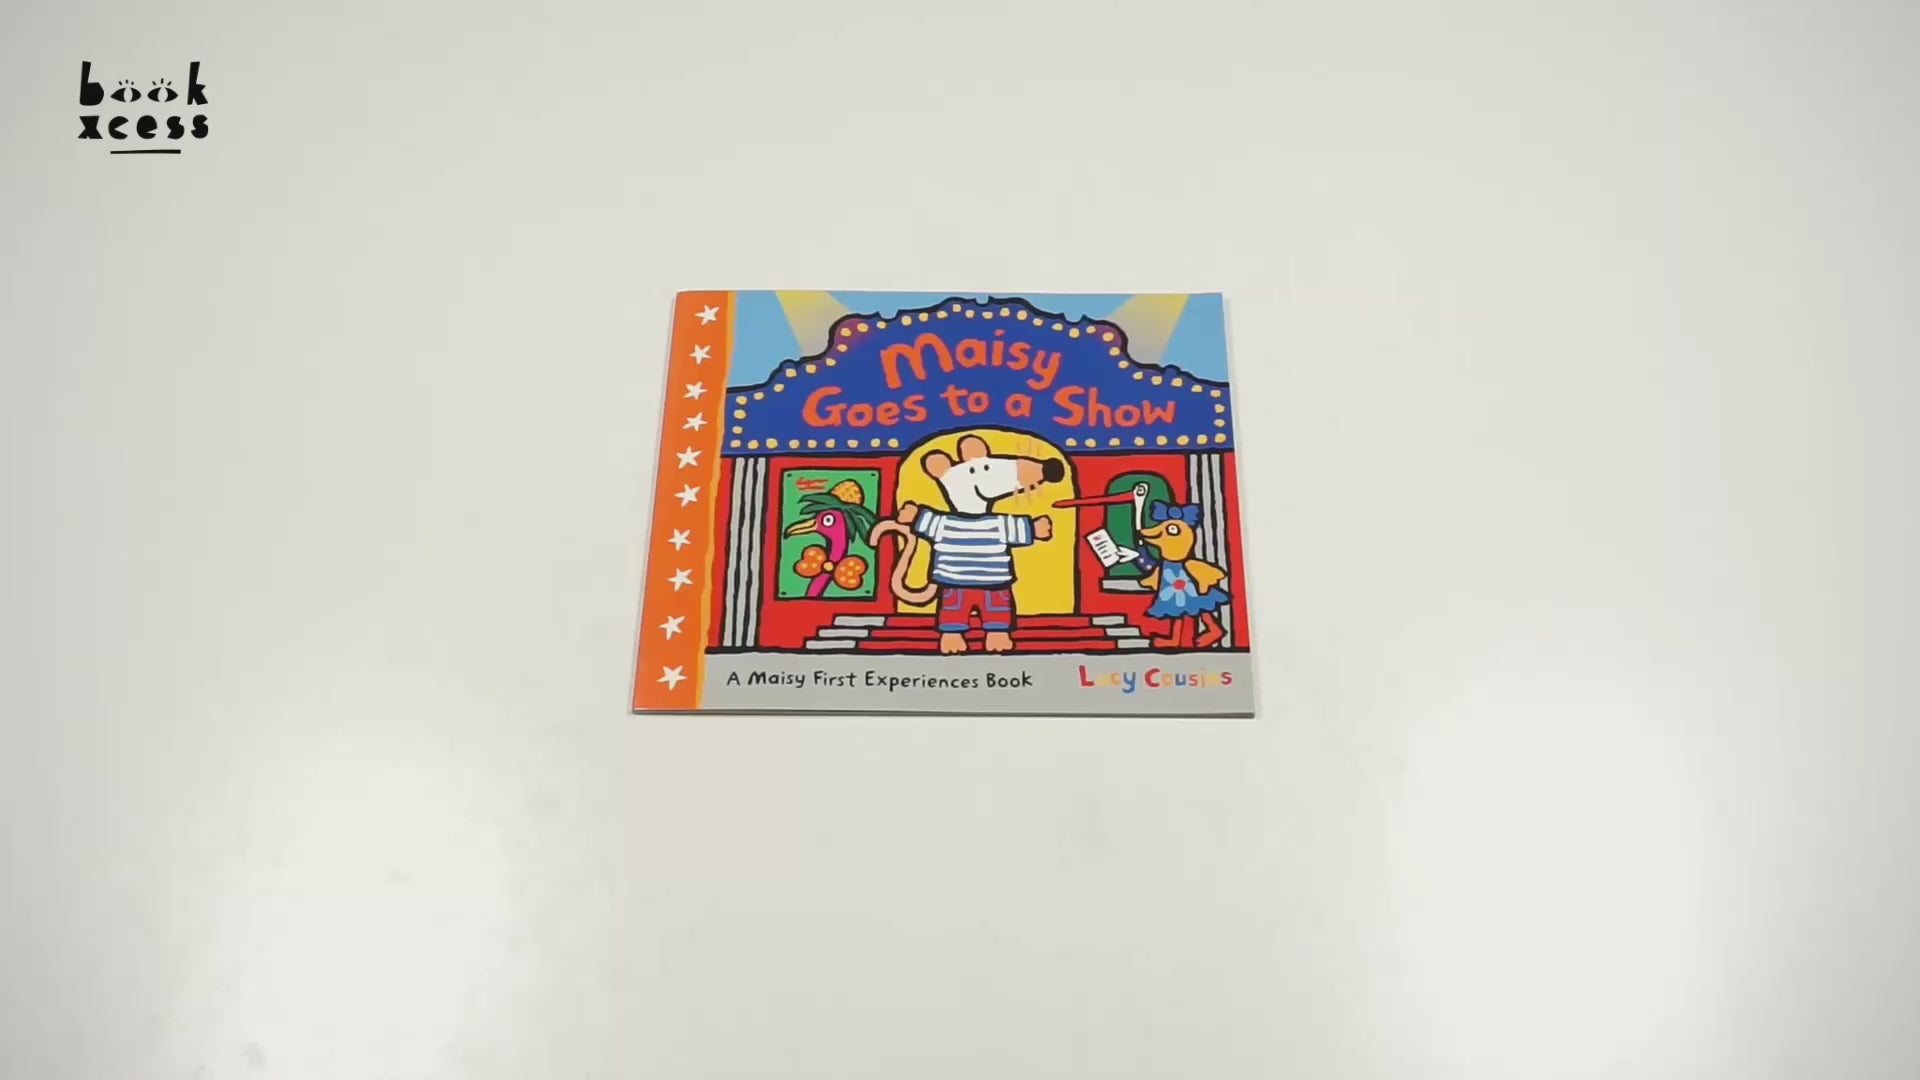 book
xcess
Maisy
Goes to a Show
A Maisy First Experiences Book
Lucy Cousins